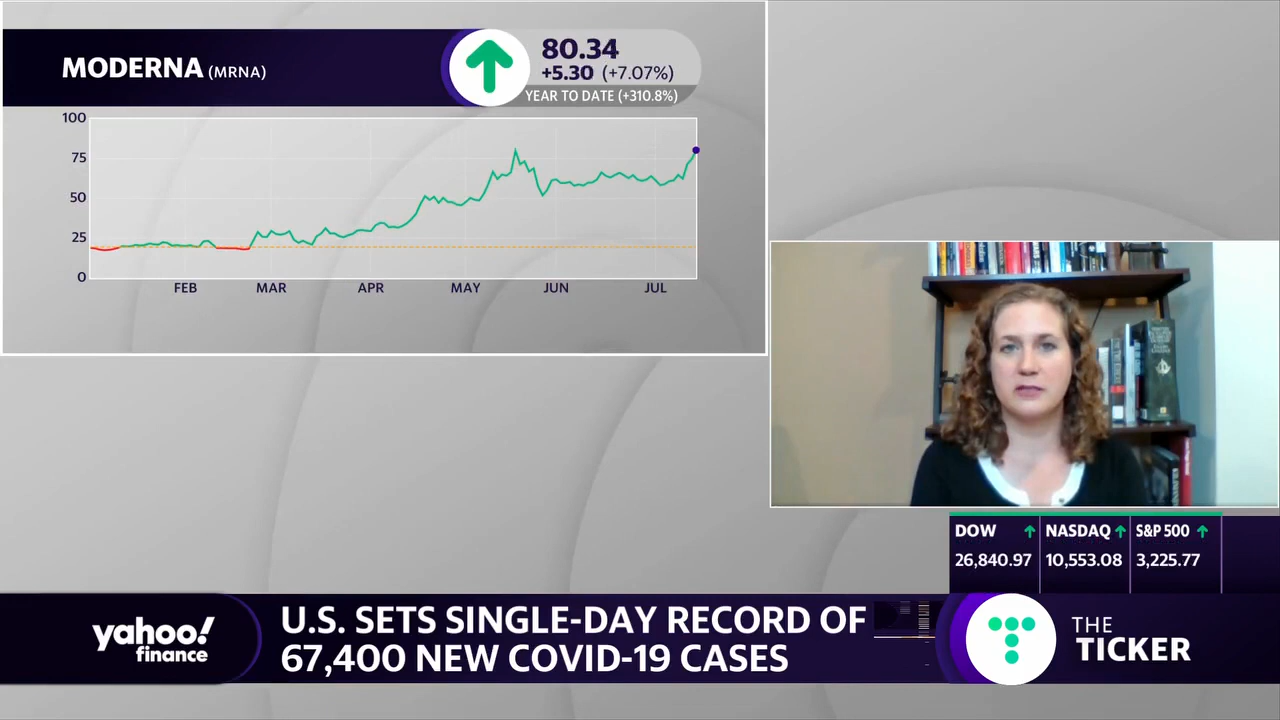 MODERNA (MRNA)
80.34
+5.30 (+7.07%)
YEAR TO DATE (+310.8%)
100
75
50
25
0
FEB MAR APR MAY JUN JUL
DOW NASDAQ S&P 500
26,840.97 10,553.08 3,225.77
yahoo!
finance
U.S. SETS SINGLE-DAY RECORD OF
67,400 NEW COVID-19 CASES
THE
TICKER